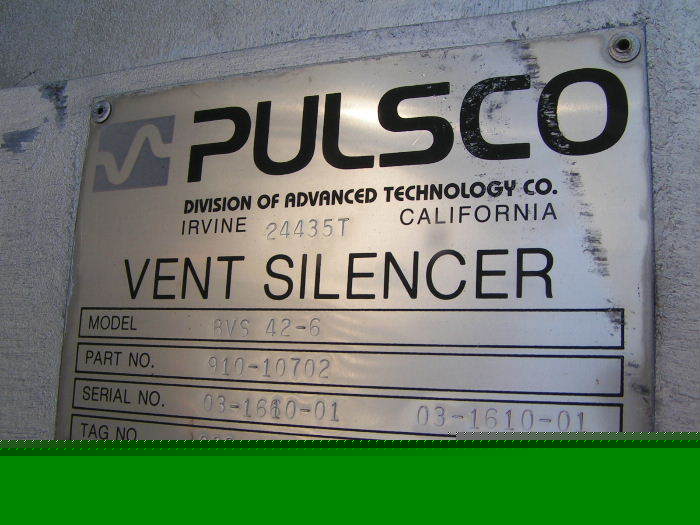 PULSCO
DIVISION OF ADVANCED TECHNOLOGY CO.
IRVINE 24435T CALIFORNIA
VENT SILENCER
MODEL BVS 42-6
PART NO. 910-10702
SERIAL NO. 03-1610-01 03-1610-01
TAG NO.